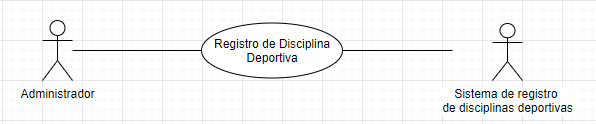 Registro de Disciplina
Deportiva
Administrador
Sistema de registro
de disciplinas deportivas